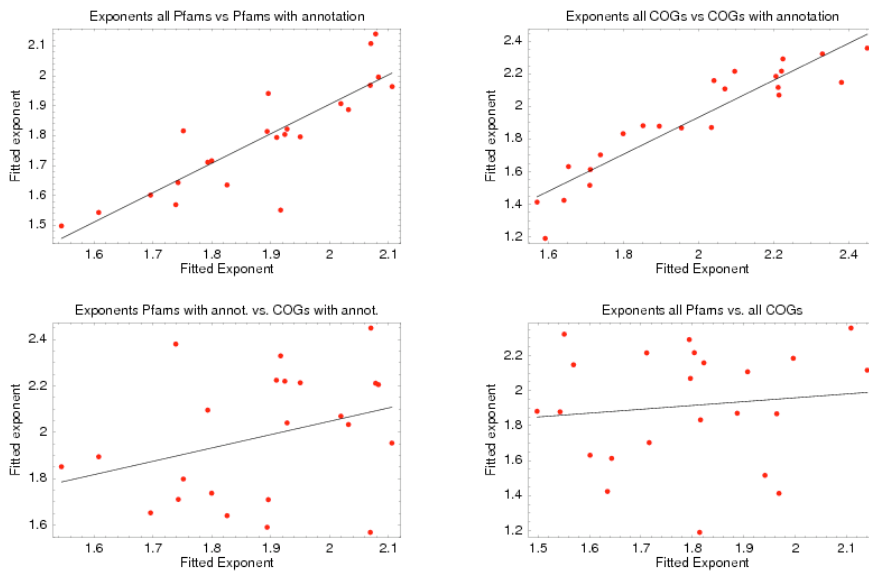 Exponents all Pfams vs Pfams with annotation
2.1
2
1.9
1.8
1.7
1.6
1.5
Fitted exponent
1.6 1.7 1.8 1.9 2 2.1
Fitted Exponent
Exponents all COGs vs COGs with annotation
2.4
2.2
2
1.8
1.6
1.4
1.2
Fitted exponent
1.6 1.8 2 2.2 2.4
Fitted Exponent
Exponents Pfams with annot. vs. COGs with annot.
2.4
2.2
2
1.8
1.6
Fitted exponent
1.6 1.7 1.8 1.9 2 2.1
Fitted Exponent
Exponents all Pfams vs. all COGs
2.2
2
1.8
1.6
1.4
1.2
Fitted exponent
1.5 1.6 1.7 1.8 1.9 2 2.1
Fitted Exponent